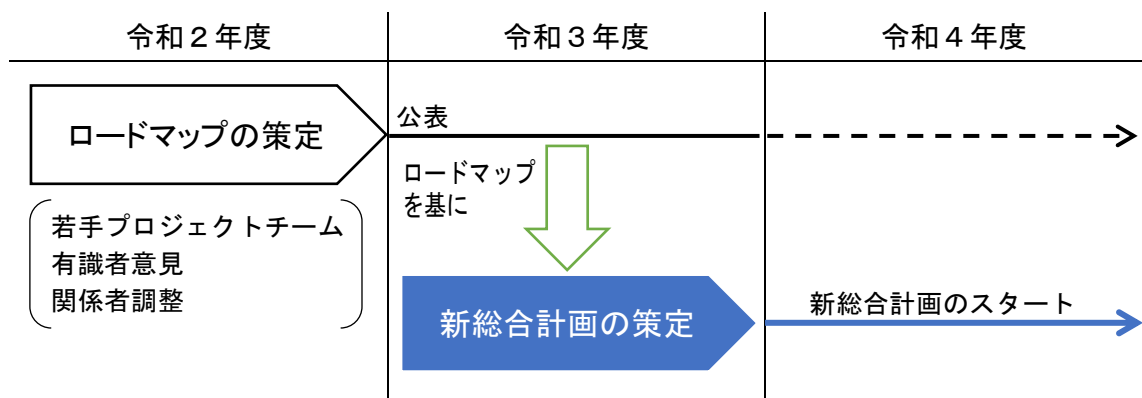 令和２年度
令和３年度
令和４年度
ロードマップの策定
公表
ロードマップ
を基に
若手プロジェクトチーム
有識者意見
関係者調整
新総合計画の策定
新総合計画のスタート